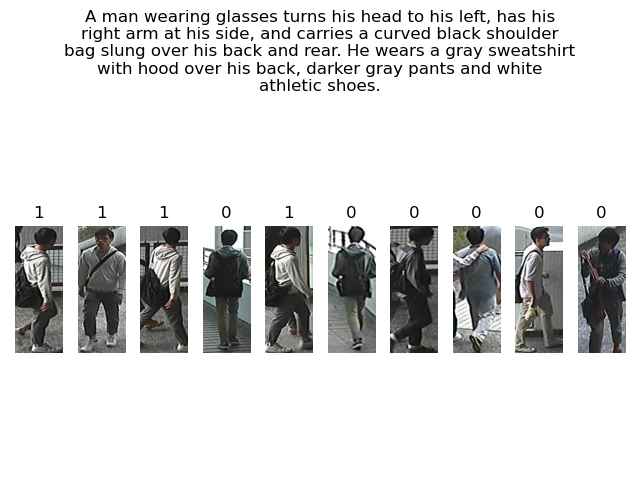 A man wearing glasses turns his head to his left, has his
right arm at his side, and carries a curved black shoulder
bag slung over his back and rear. He wears a gray sweatshirt
with hood over his back, darker gray pants and white
athletic shoes.
1 1 1 0 1 0 0 0 0 0